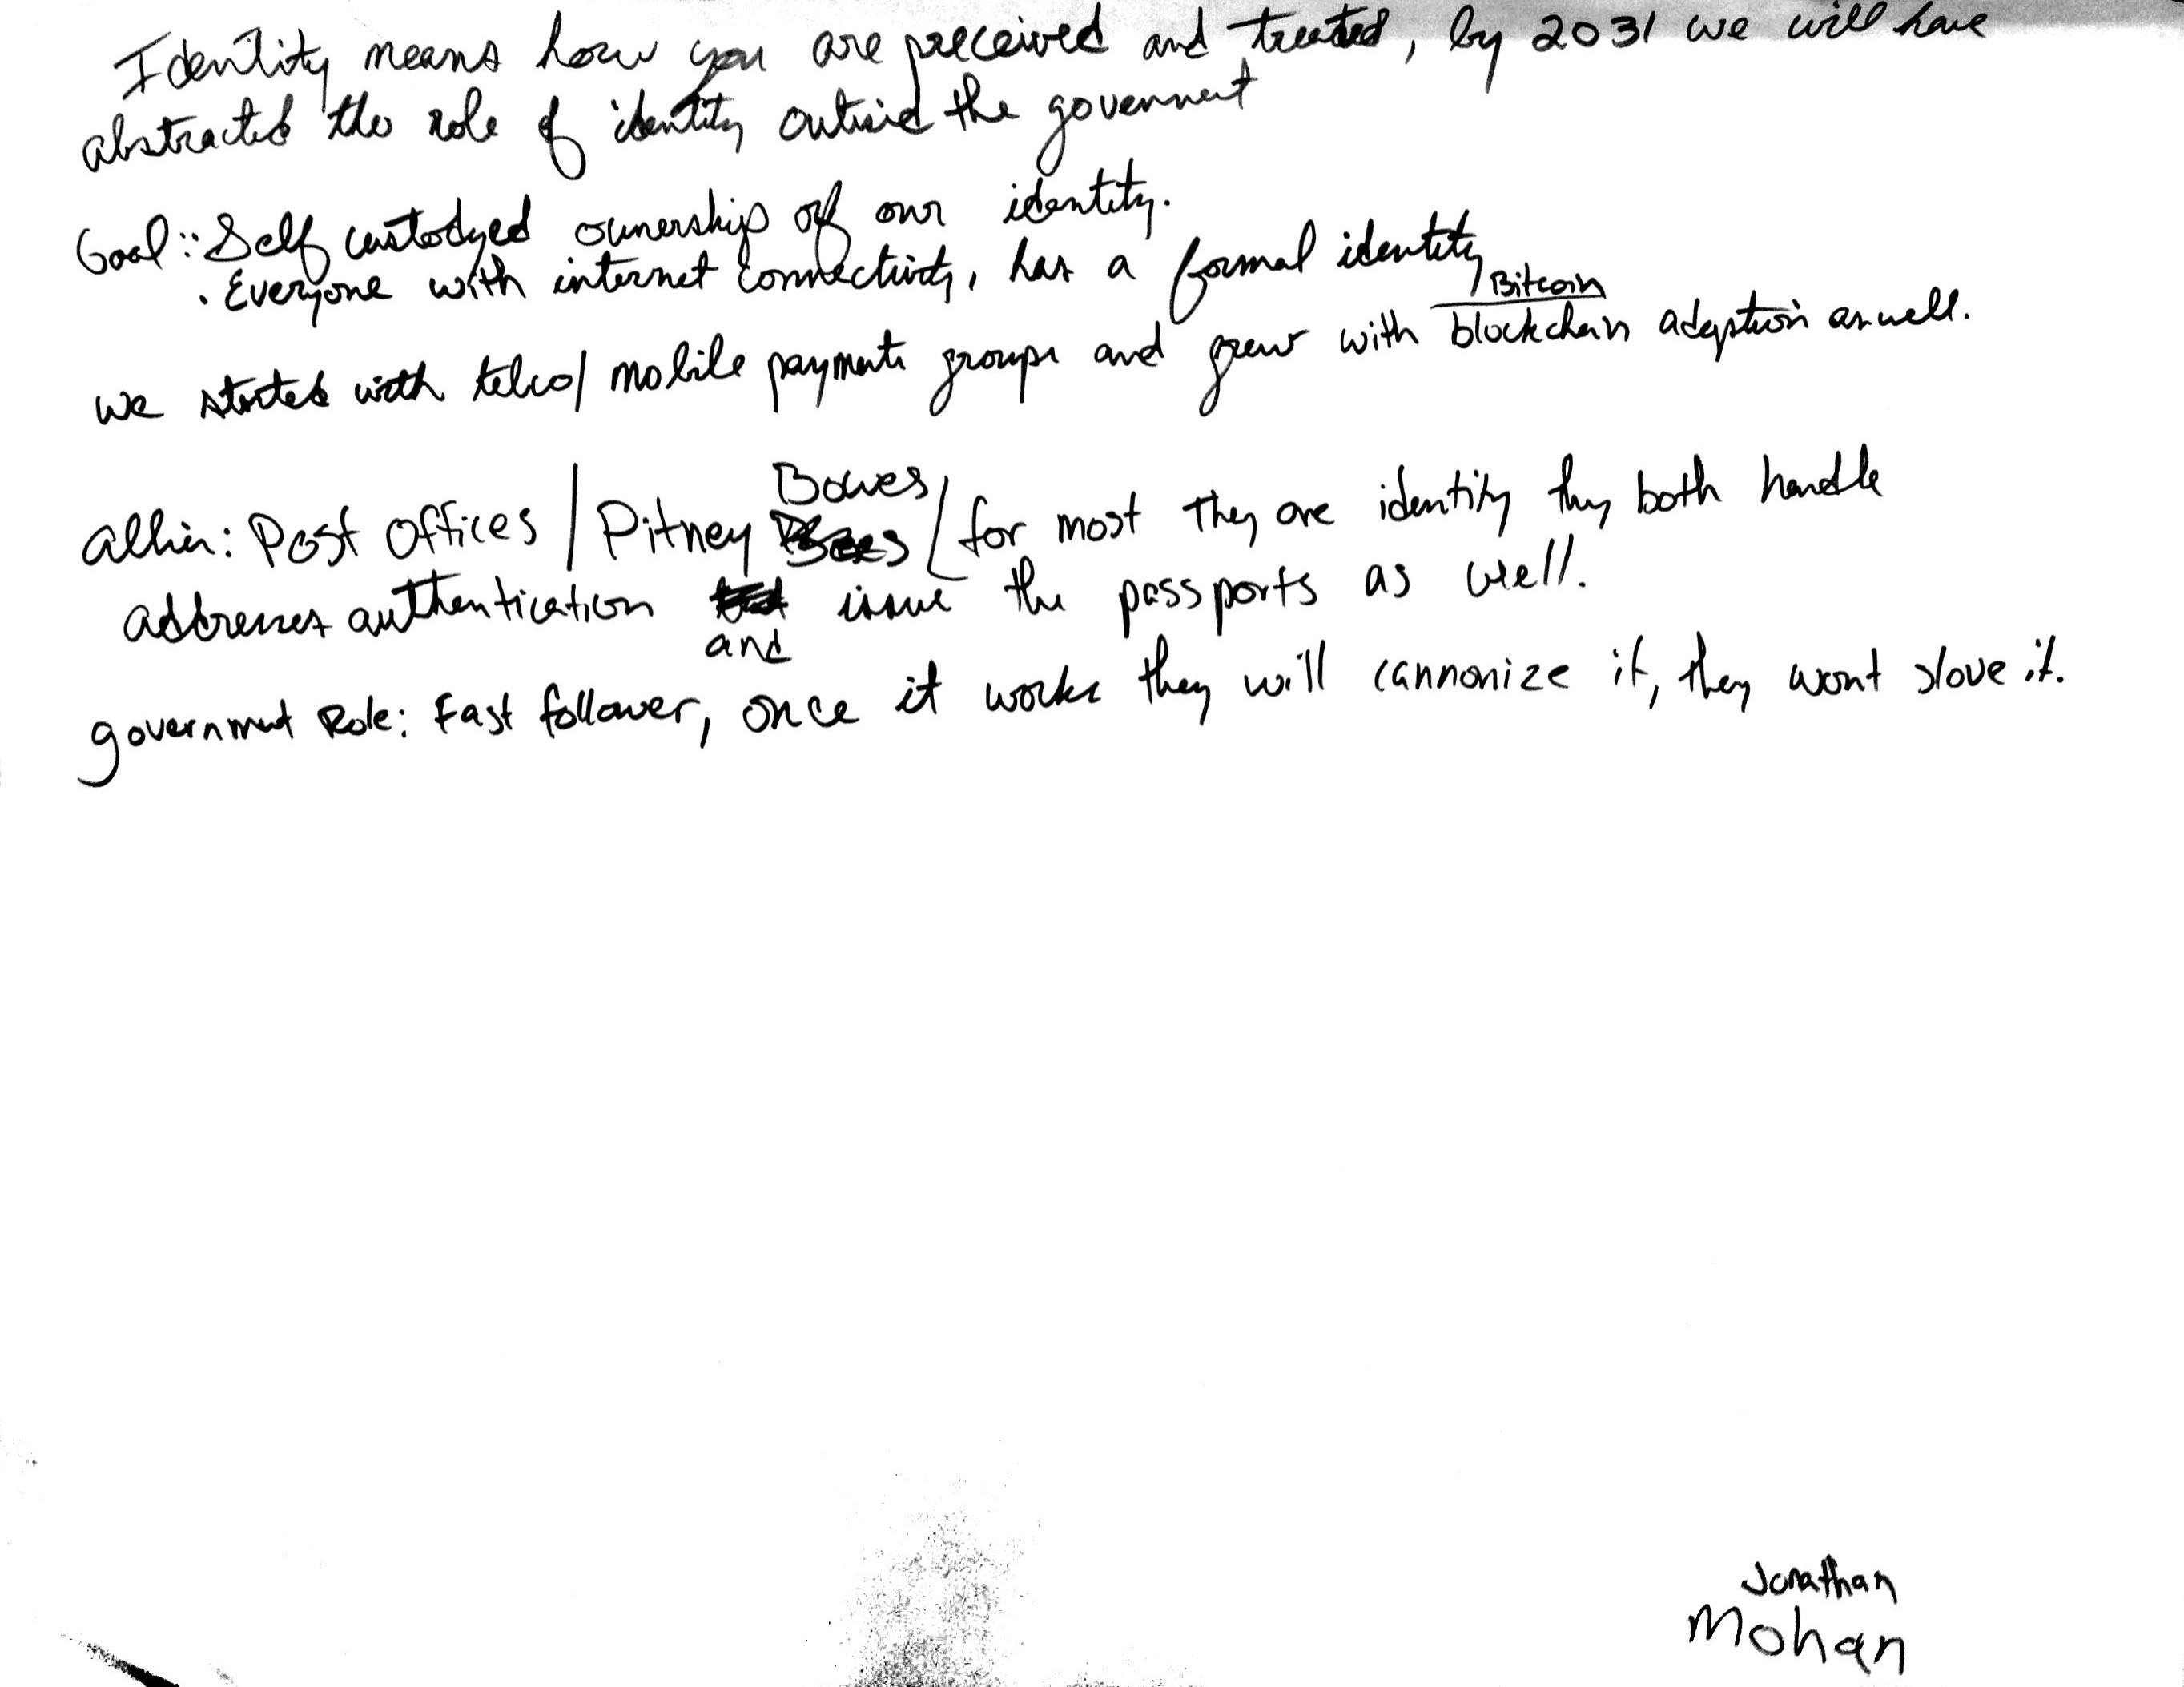 Identity means how you are preceived and treated, by 2031 we will have
abstracted the role of identity outsied the government
Goal: : Self custodyed ownership of our identity.
. Everyone with internet connectivity, has a formal identity
Bitcoin
we started with telco/ mobile payments groups and grew with blockchain adoption as well.
Bowes
Allies: Post Offices / Pitney for most They are identity they both handle
addresses authentication issue the passports as well.
and
government Role: Fast follower, once it works they will cannonize it, they wont slove it.
Jonathan
Mohan